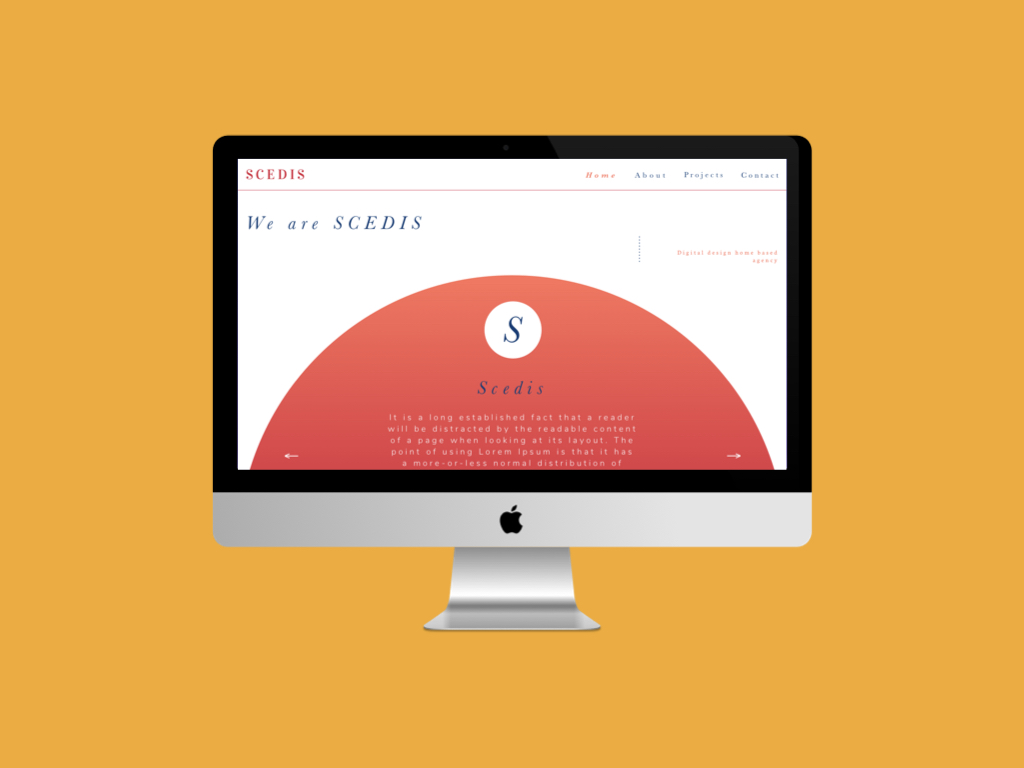 SCEDIS
Home About Projects Contact
We are SCEDIS
Digital design home based
agency
S
Scedis
It is a long established fact that a reader
will be distracted by the readable content
of a page when looking at its layout. The
point of using Lorem Ipsum is that it has
a more-or-less normal distribution of